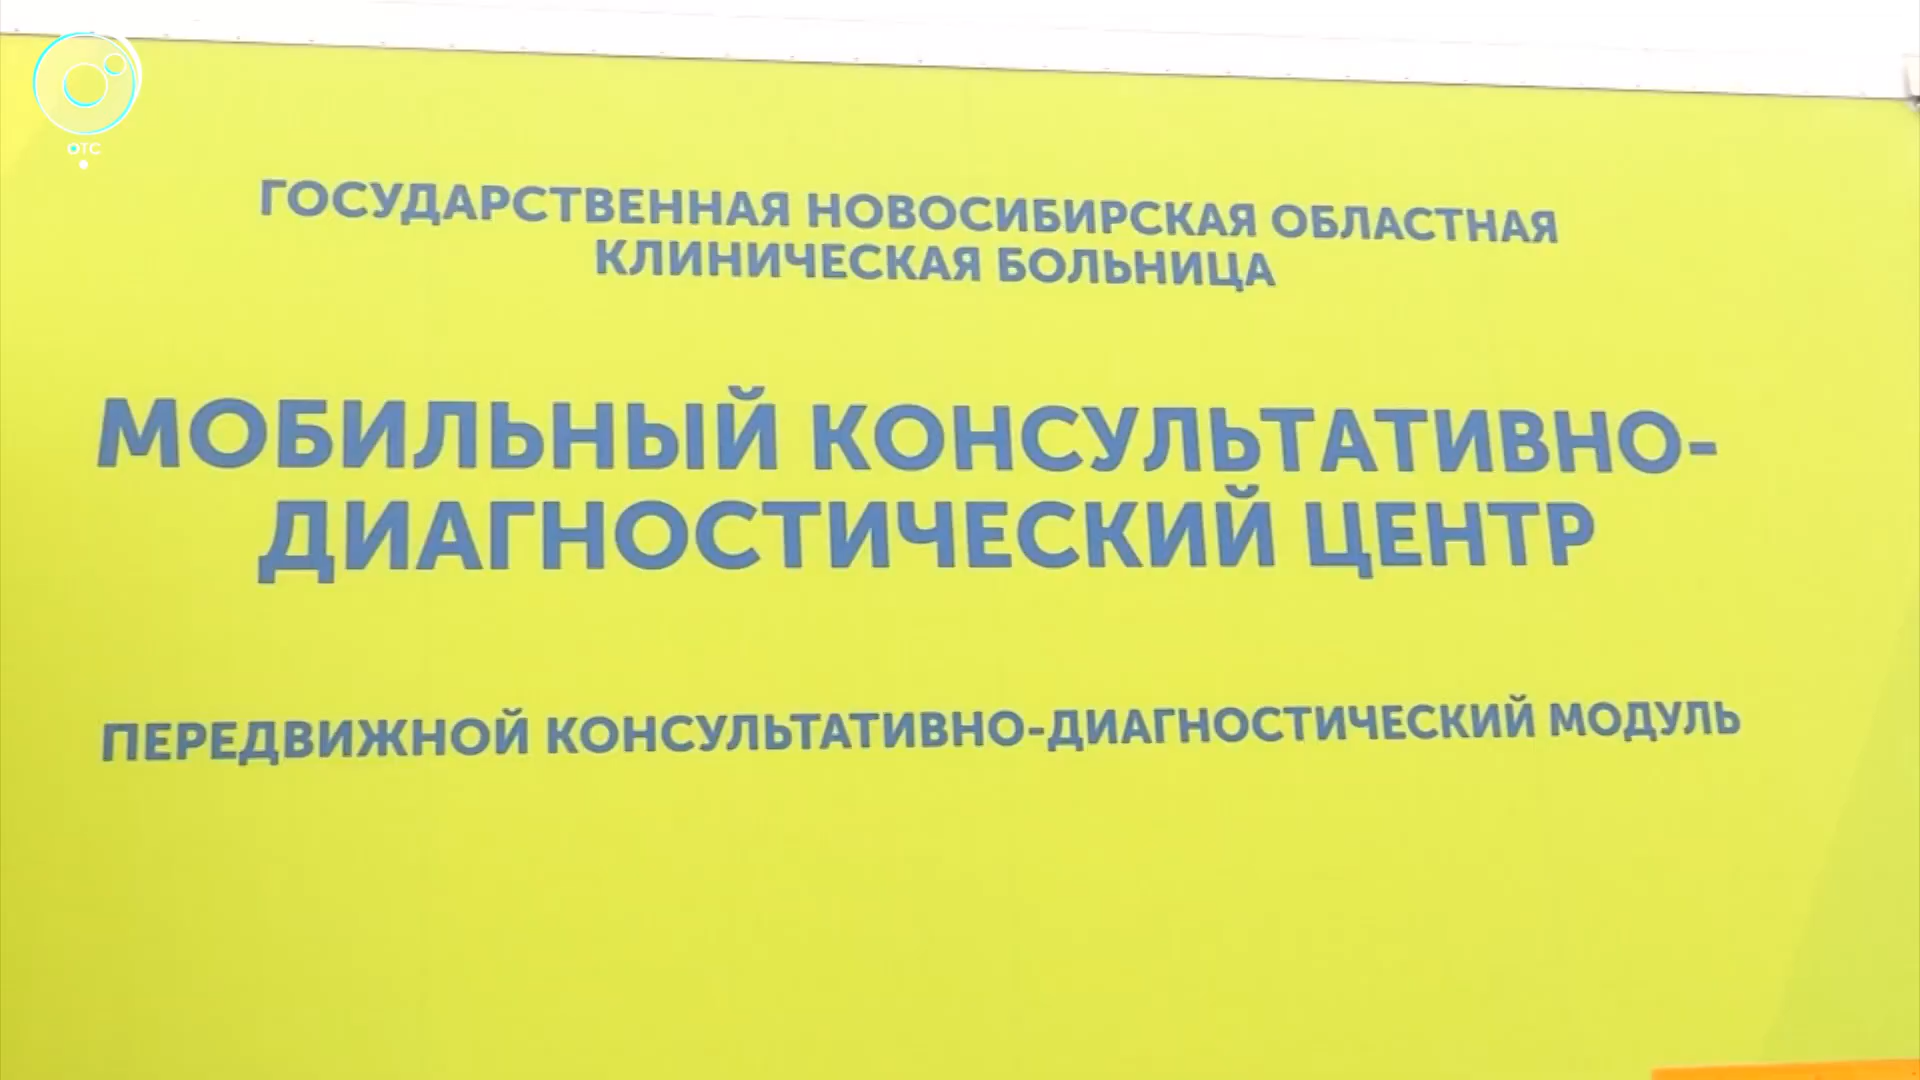 ОТС
ГОСУДАРСТВЕННАЯ НОВОСИБИРСКАЯ ОБЛАСТНАЯ
КЛИНИЧЕСКАЯ БОЛЬНИЦА
МОБИЛЬНЫЙ КОНСУЛЬТАТИВНО-
ДИАГНОСТИЧЕСКИЙ ЦЕНТР
ПЕРЕДВИЖНОЙ КОНСУЛЬТАТИВНО-ДИАГНОСТИЧЕСКИЙ МОДУЛЬ